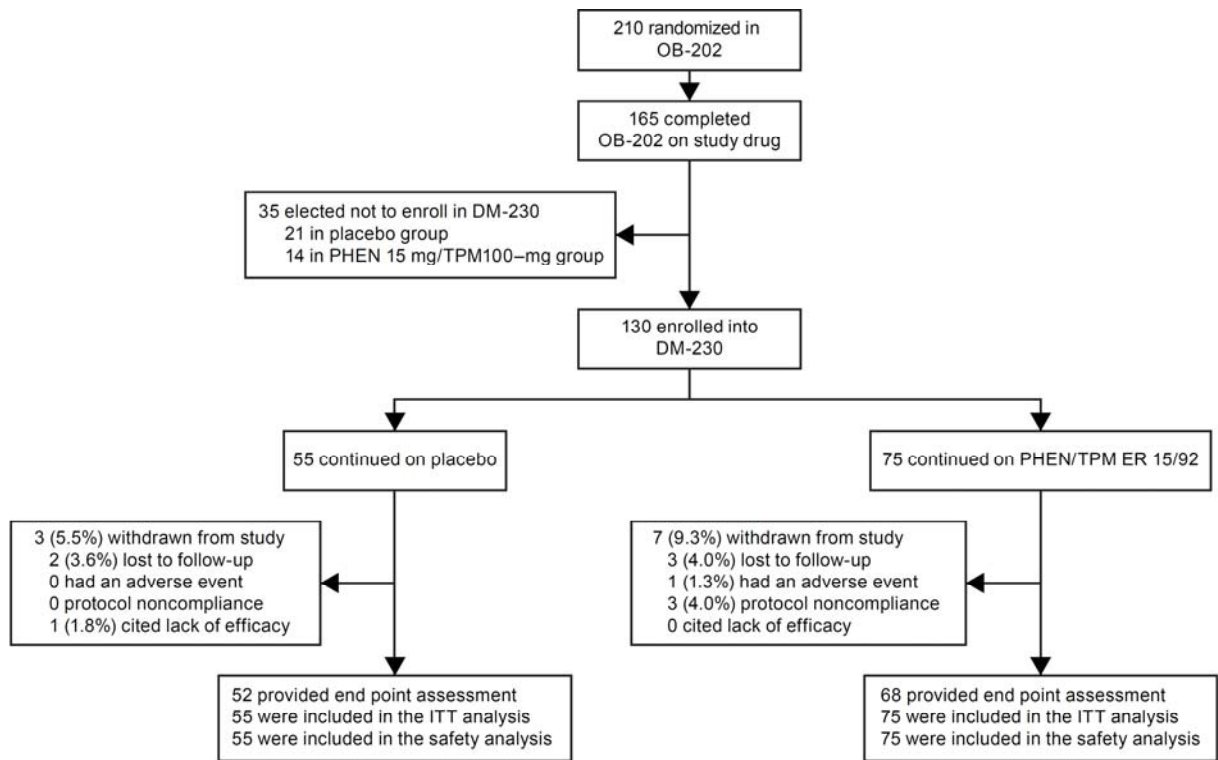 210 randomized in
OB-202
165 completed
OB-202 on study drug
35 elected not to enroll in DM-230
21 in placebo group
14 in PHEN 15 mg/TPM100–mg group
130 enrolled into
DM-230
55 continued on placebo
75 continued on PHEN/TPM ER 15/92
3 (5.5%) withdrawn from study
2 (3.6%) lost to follow-up
0 had an adverse event
0 protocol noncompliance
1 (1.8%) cited lack of efficacy
7 (9.3%) withdrawn from study
3 (4.0%) lost to follow-up
1 (1.3%) had an adverse event
3 (4.0%) protocol noncompliance
0 cited lack of efficacy
52 provided end point assessment
55 were included in the ITT analysis
55 were included in the safety analysis
68 provided end point assessment
75 were included in the ITT analysis
75 were included in the safety analysis